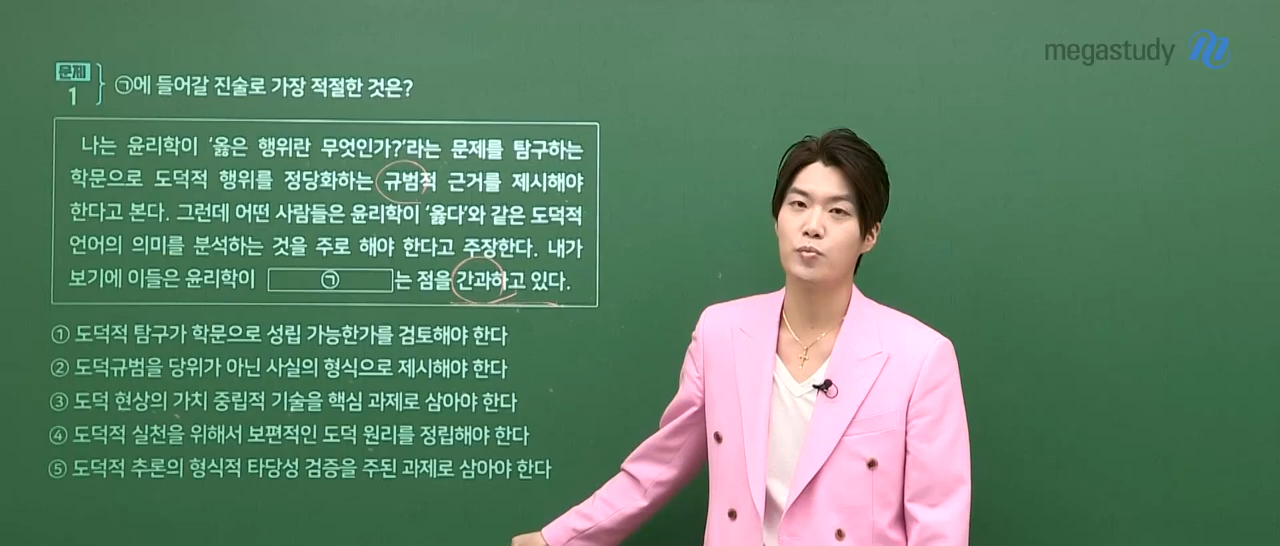 megastudy
문제
1
㉠에 들어갈 진술로 가장 적절한 것은?
나는 윤리학이 '옳은 행위란 무엇인가?'라는 문제를 탐구하는
학문으로 도덕적 행위를 정당화하는 규범적 근거를 제시해야
한다고 본다. 그런데 어떤 사람들은 윤리학이 '옳다'와 같은 도덕적
언어의 의미를 분석하는 것을 주로 해야 한다고 주장한다. 내가
보기에 이들은 윤리학이 ㉠ 는 점을 간과하고 있다.
① 도덕적 탐구가 학문으로 성립 가능한가를 검토해야 한다
② 도덕규범을 당위가 아닌 사실의 형식으로 제시해야 한다
③ 도덕 현상의 가치 중립적 기술을 핵심 과제로 삼아야 한다
④ 도덕적 실천을 위해서 보편적인 도덕 원리를 정립해야 한다
⑤ 도덕적 추론의 형식적 타당성 검증을 주된 과제로 삼아야 한다